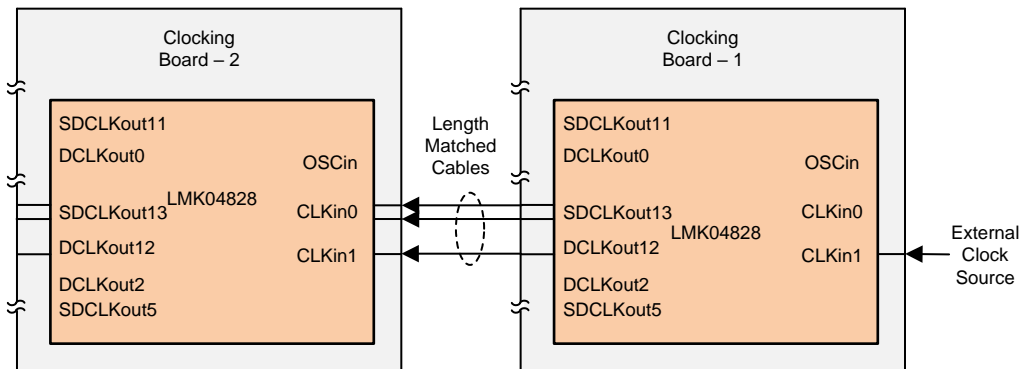 Clocking
Board – 2
SDCLKout11
DCLKout0
OSCin
SDCLKout13
LMK04828
CLKin0
DCLKout12
CLKin1
DCLKout2
SDCLKout5
Length
Matched
Cables
Clocking
Board – 1
SDCLKout11
DCLKout0
OSCin
SDCLKout13
CLKin0
LMK04828
DCLKout12
CLKin1
DCLKout2
SDCLKout5
External
Clock
Source